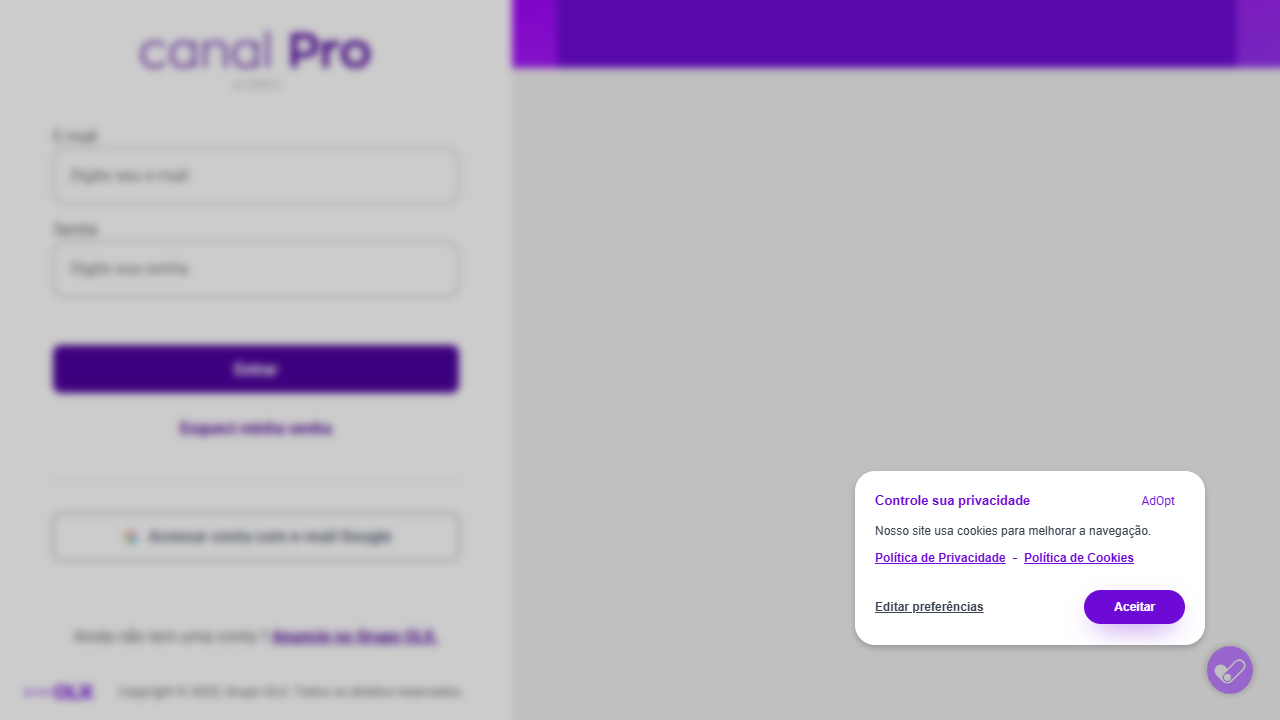 canal Pro
E-mail
Digite seu e-mail
Senha
Digite sua senha
Entrar
Esqueci minha senha
Acessar conta com e-mail Google
Ainda não tem uma conta ? Anuncie no Grupo OLX.
OLX
Copyright © 2025, Grupo OLX. Todos os direitos reservados.
Controle sua privacidade
AdOpt
Nosso site usa cookies para melhorar a navegação.
Política de Privacidade - Política de Cookies
Editar preferências
Aceitar